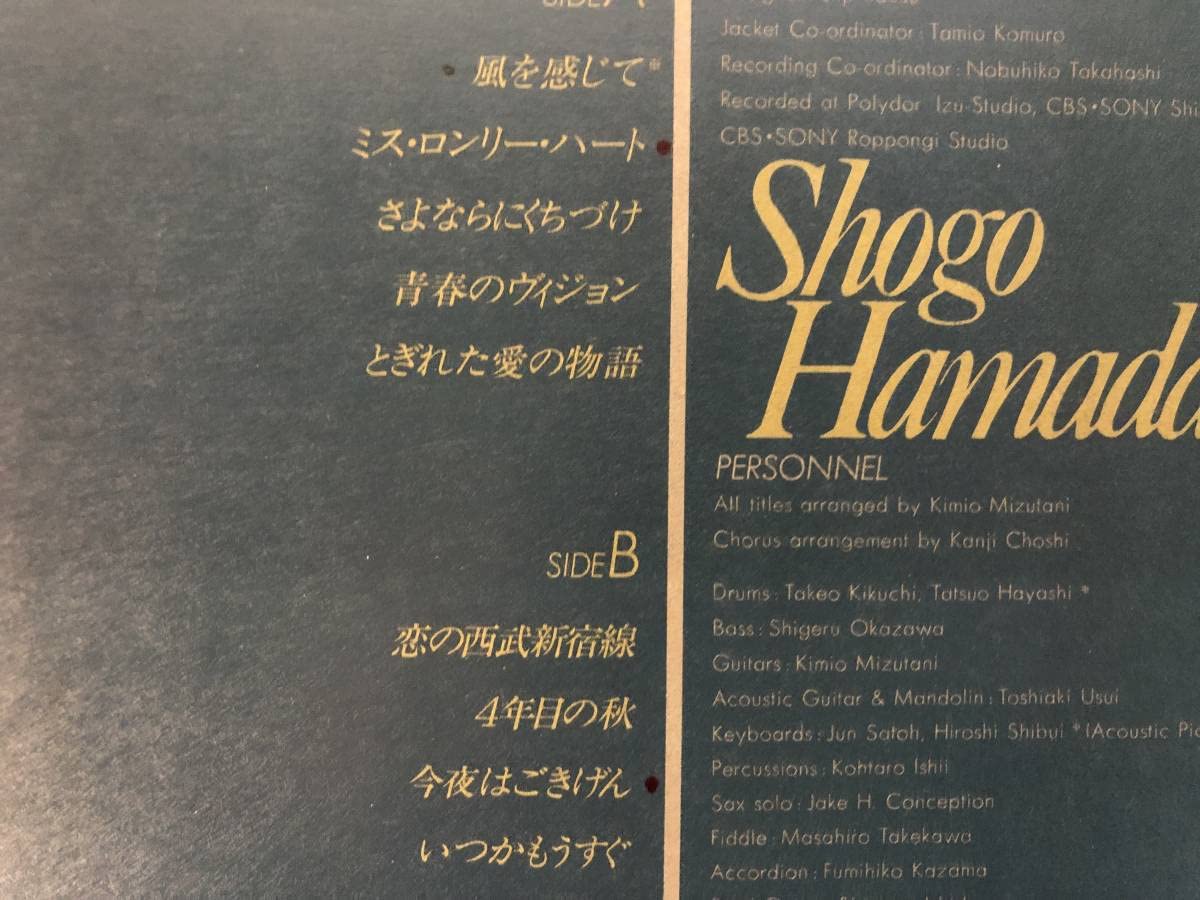 SIDE A
風を感じて※
ミス・ロンリー・ハート
さよならにくちづけ
青春のヴィジョン
とぎれた愛の物語
SIDE B
恋の西武新宿線
4年目の秋
今夜はごきげん
いつかもうすぐ
Jacket Co-ordinator : Tamio Komuro
Recording Co-ordinator : Nobuhiko Takahashi
Recorded at Polydor Izu Studio, CBS・SONY
CBS・SONY Roppongi Studio
Shogo
Hamada
PERSONNEL
All titles arranged by Kimio Mizutani
Chorus arrangement by Kanji Choshi
Drums : Takeo Kikuchi, Tatsuo Hayashi *
Bass : Shigeru Okazawa
Guitars : Kimio Mizutani
Acoustic Guitar & Mandolin : Toshiaki Usui
Keyboards : Jun Satoh, Hiroshi Shibui * (Acoustic
Percussions : Kohtaro Ishii
Sax solo : Jake H. Conception
Fiddle : Masahiro Takekawa
Accordion : Fumihiko Kazama